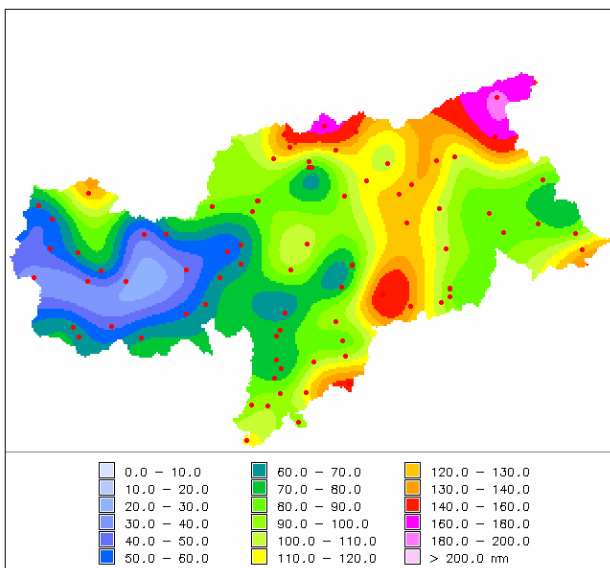 0.0 – 10.0
10.0 – 20.0
20.0 – 30.0
30.0 – 40.0
40.0 – 50.0
50.0 – 60.0
60.0 – 70.0
70.0 – 80.0
80.0 – 90.0
90.0 – 100.0
100.0 – 110.0
110.0 – 120.0
120.0 – 130.0
130.0 – 140.0
140.0 – 160.0
160.0 – 180.0
180.0 – 200.0
> 200.0 nm